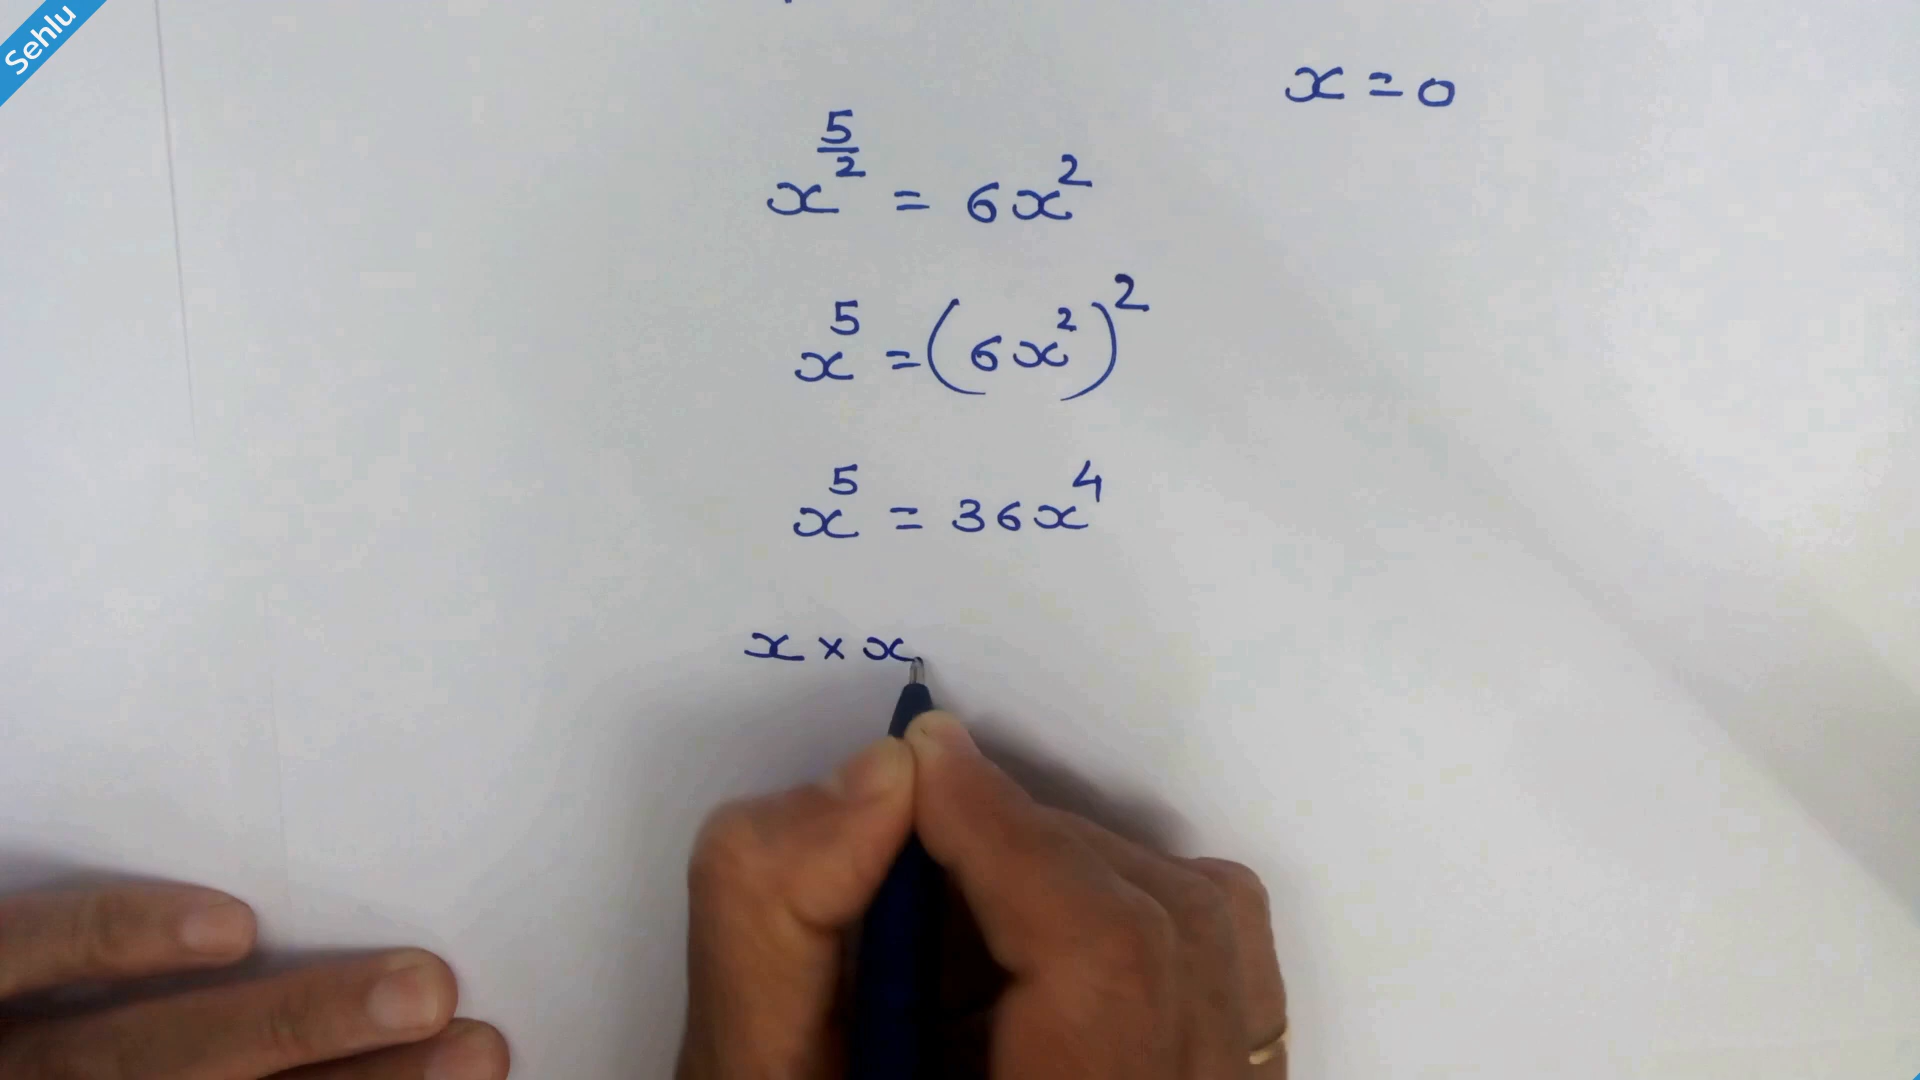 Sehlu
x = 0
x^{5/2} = 6x^2
x^5 = (6x^2)^2
x^5 = 36x^4
x × x